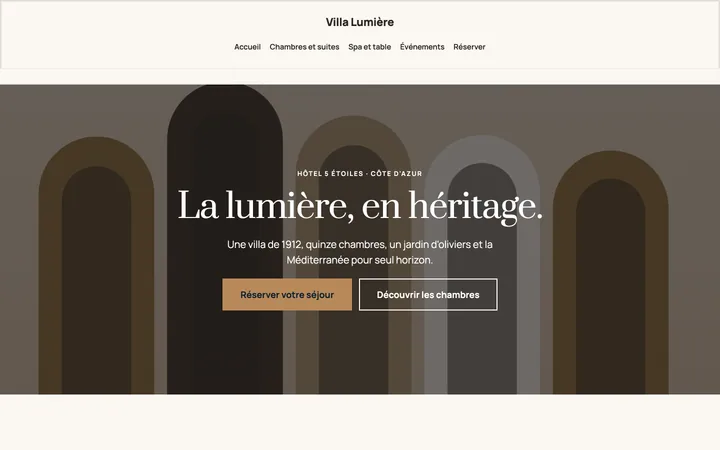 Villa Lumière
Accueil Chambres et suites Spa et table Événements Réserver
HÔTEL 5 ÉTOILES · CÔTE D'AZUR
La lumière, en héritage.
Une villa de 1912, quinze chambres, un jardin d'oliviers et la
Méditerranée pour seul horizon.
Réserver votre séjour Découvrir les chambres